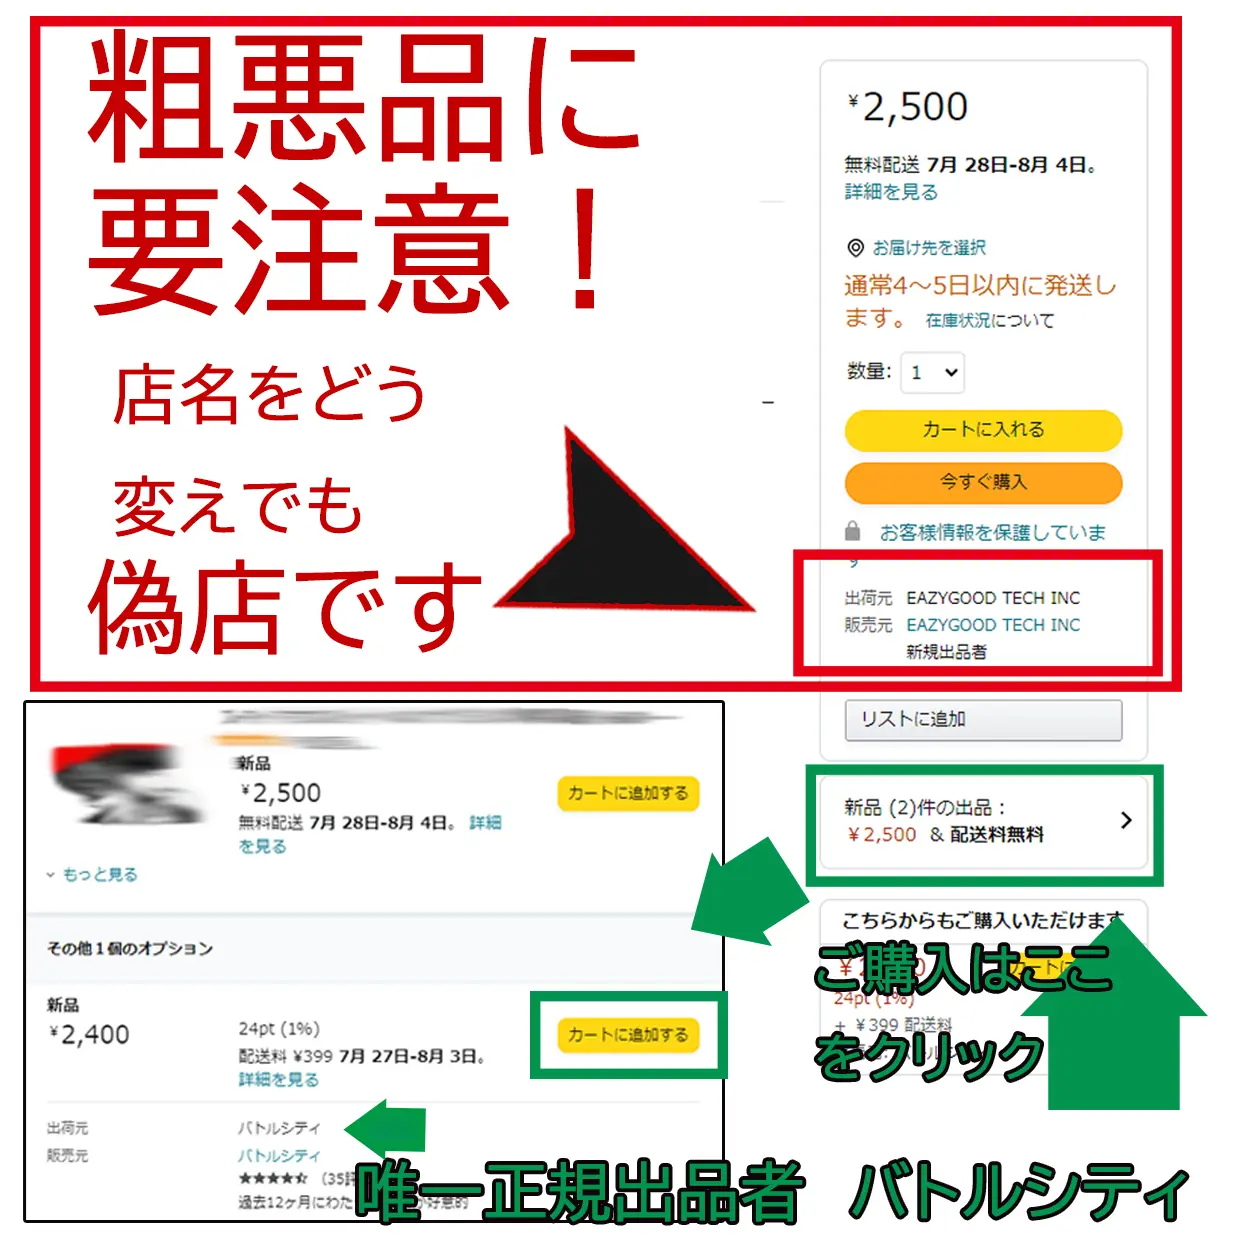 粗悪品に
要注意！
店名をどう
変えでも
偽店です
¥2,500
無料配送 7月 28日-8月 4日。
詳細を見る
お届け先を選択
通常4～5日以内に発送し
ます。 在庫状況について
数量: 1
カートに入れる
今すぐ購入
お客様情報を保護していま
す
出荷元 EAZYGOOD TECH INC
販売元 EAZYGOOD TECH INC
新規出品者
リストに追加
新品 (2)件の出品：
¥2,500 & 配送料無料
こちらからもご購入いただけます
24pt (1%)
+ ¥399 配送料
ご購入はここ
をクリック
新品
¥2,500
無料配送 7月 28日-8月 4日。 詳細
を見る
カートに追加する
もっと見る
その他１個のオプション
新品
¥2,400
24pt (1%)
配送料 ¥399 7月 27日-8月 3日。
詳細を見る
カートに追加する
出荷元 バトルシティ
販売元 バトルシティ
★★★★ (35
過去12ヶ月にわた
好意的
唯一正規出品者 バトルシティ